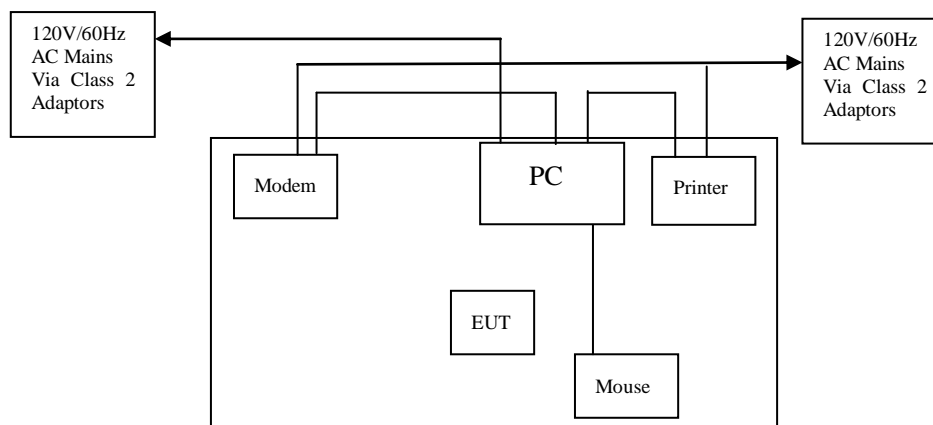 120V/60Hz
AC Mains
Via Class 2
Adaptors
120V/60Hz
AC Mains
Via Class 2
Adaptors
Modem
PC
Printer
EUT
Mouse